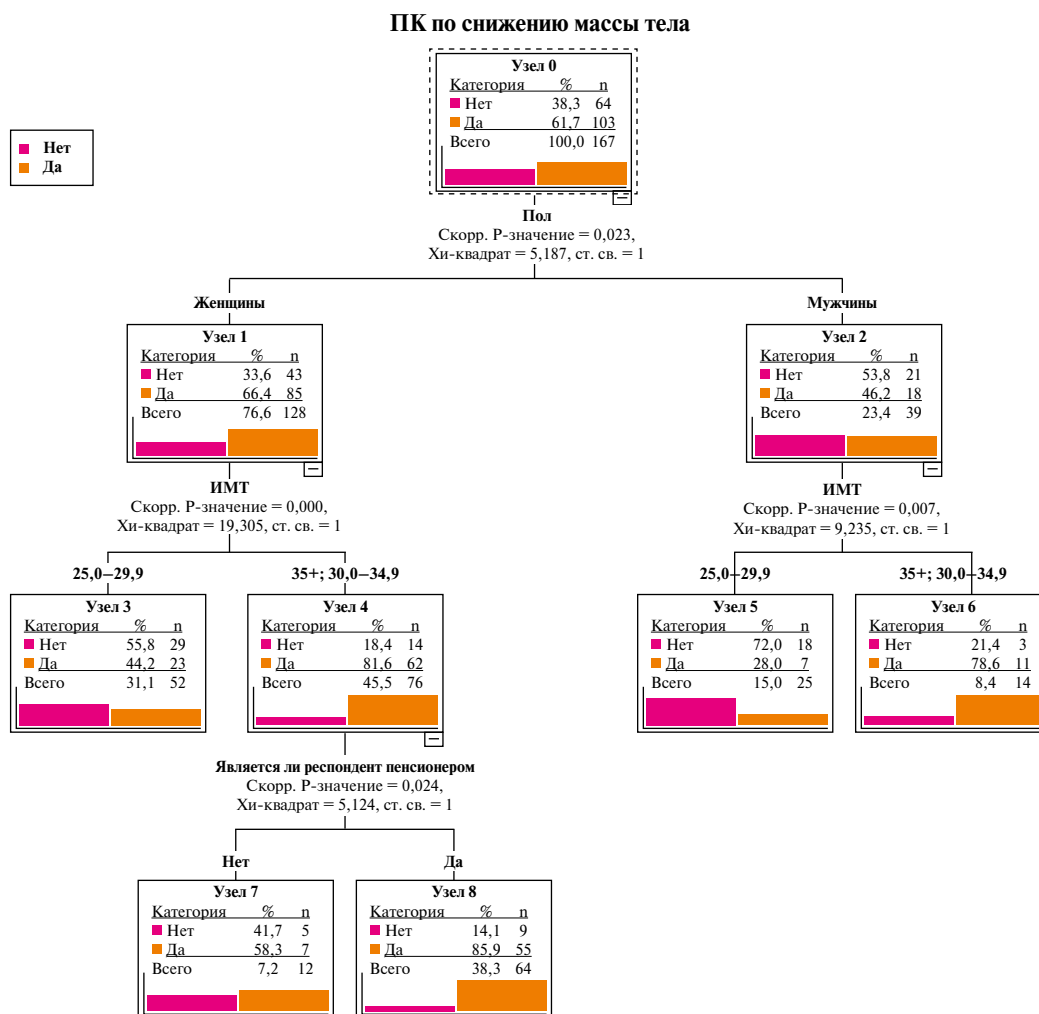 ПК по снижению массы тела
Нет
Да
Узел 0
Категория % n
Нет 38,3 64
Да 61,7 103
Всего 100,0 167
Пол
Скорр. P-значение = 0,023,
Хи-квадрат = 5,187, ст. св. = 1
Женщины
Узел 1
Категория % n
Нет 33,6 43
Да 66,4 85
Всего 76,6 128
Мужчины
Узел 2
Категория % n
Нет 53,8 21
Да 46,2 18
Всего 23,4 39
ИМТ
Скорр. P-значение = 0,000,
Хи-квадрат = 19,305, ст. св. = 1
ИМТ
Скорр. P-значение = 0,007,
Хи-квадрат = 9,235, ст. св. = 1
25,0–29,9
Узел 3
Категория % n
Нет 55,8 29
Да 44,2 23
Всего 31,1 52
35+; 30,0–34,9
Узел 4
Категория % n
Нет 18,4 14
Да 81,6 62
Всего 45,5 76
25,0–29,9
Узел 5
Категория % n
Нет 72,0 18
Да 28,0 7
Всего 15,0 25
35+; 30,0–34,9
Узел 6
Категория % n
Нет 21,4 3
Да 78,6 11
Всего 8,4 14
Является ли респондент пенсионером
Скорр. P-значение = 0,024,
Хи-квадрат = 5,124, ст. св. = 1
Нет
Узел 7
Категория % n
Нет 41,7 5
Да 58,3 7
Всего 7,2 12
Да
Узел 8
Категория % n
Нет 14,1 9
Да 85,9 55
Всего 38,3 64